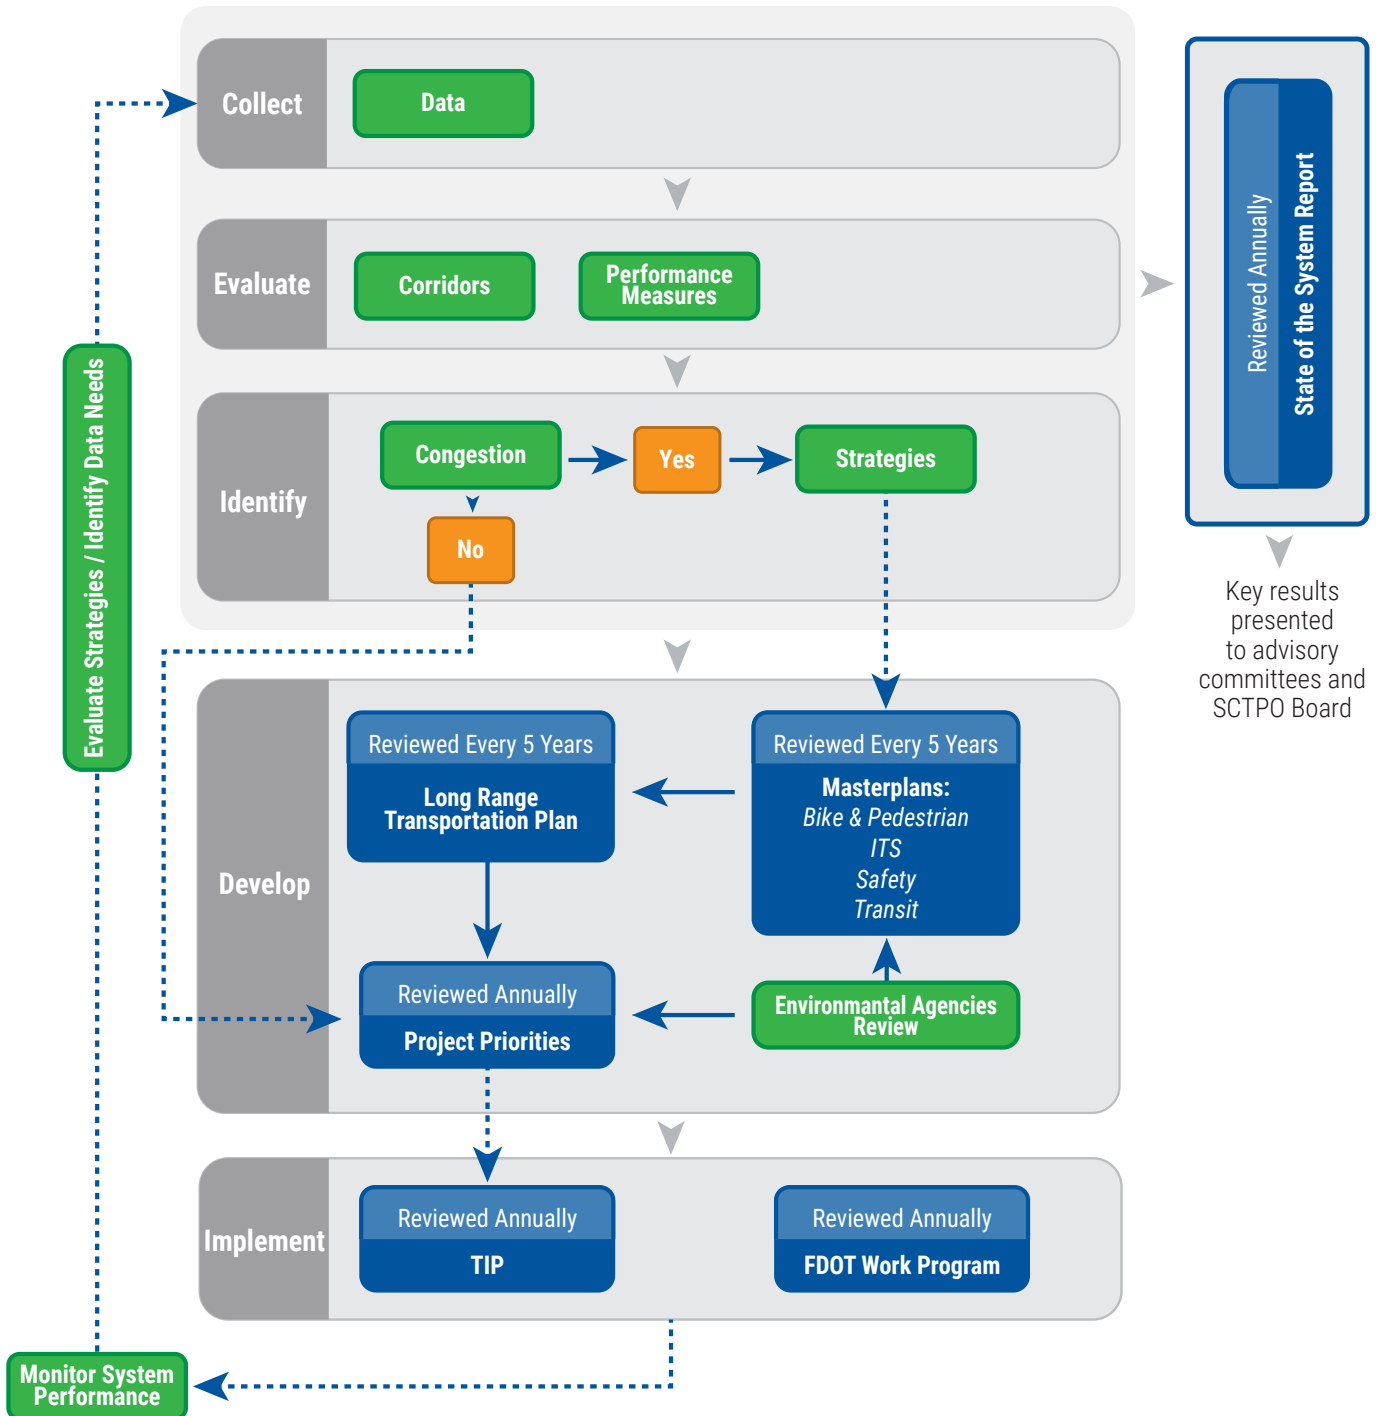 Collect
Data
Evaluate
Corridors
Performance
Measures
Identify
Congestion
Yes
Strategies
No
Reviewed Annually
State of the System Report
Key results
presented
to advisory
committees and
SCTPO Board
Evaluate Strategies / Identify Data Needs
Develop
Reviewed Every 5 Years
Long Range
Transportation Plan
Reviewed Every 5 Years
Masterplans:
Bike & Pedestrian
ITS
Safety
Transit
Reviewed Annually
Project Priorities
Environmantal Agencies
Review
Implement
Reviewed Annually
TIP
Reviewed Annually
FDOT Work Program
Monitor System
Performance